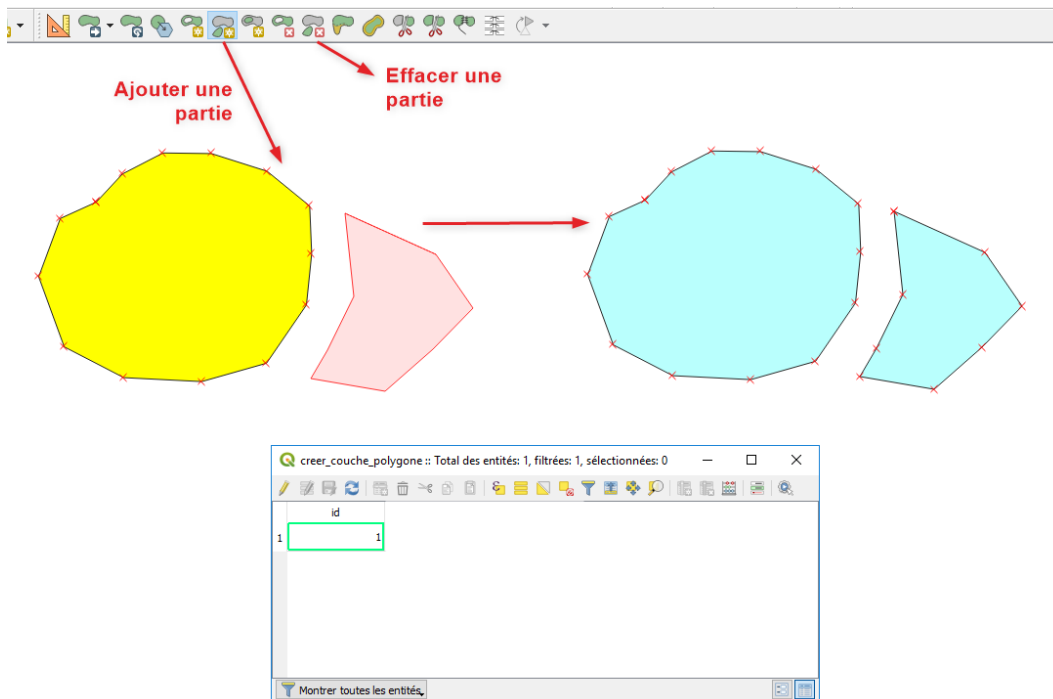 Ajouter une
partie
Effacer une
partie
creer_couche_polygone :: Total des entités: 1, filtrées: 1, sélectionnées: 0
id
1
1
Montrer toutes les entités